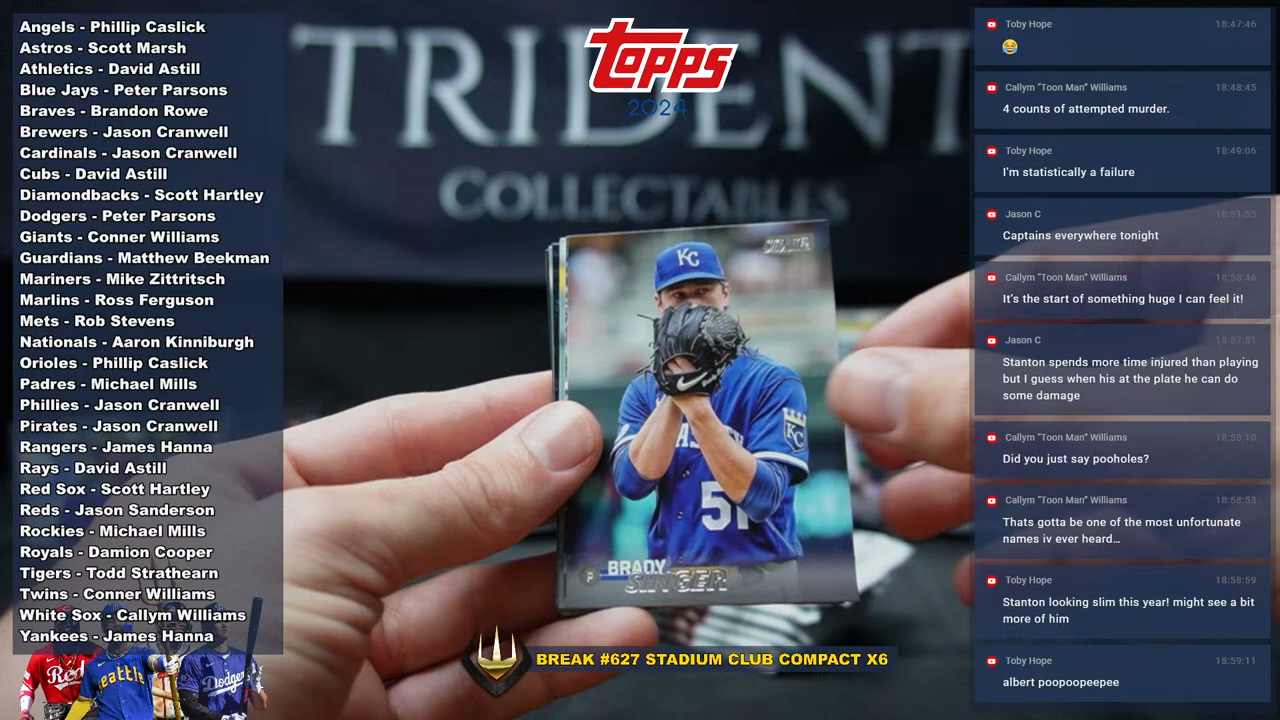 Angels - Phillip Caslick
Astros - Scott Marsh
Athletics - David Astill
Blue Jays - Peter Parsons
Braves - Brandon Rowe
Brewers - Jason Cranwell
Cardinals - Jason Cranwell
Cubs - David Astill
Diamondbacks - Scott Hartley
Dodgers - Peter Parsons
Giants - Conner Williams
Guardians - Matthew Beekman
Mariners - Mike Zittritsch
Marlins - Ross Ferguson
Mets - Rob Stevens
Nationals - Aaron Kinniburgh
Orioles - Phillip Caslick
Padres - Michael Mills
Phillies - Jason Cranwell
Pirates - Jason Cranwell
Rangers - James Hanna
Rays - David Astill
Red Sox - Scott Hartley
Reds - Jason Sanderson
Rockies - Michael Mills
Royals - Damion Cooper
Tigers - Todd Strathearn
Twins - Conner Williams
White Sox - Callym Williams
Yankees - James Hanna
Reds
seattle
Dodgers
TRIDENT
COLLECTABLES
topps
2024
KC
KC
51
P
BRADY
SINGER
BREAK #627 STADIUM CLUB COMPACT X6
Toby Hope 18:47:46
😂
Callym "Toon Man" Williams 18:48:45
4 counts of attempted murder.
Toby Hope 18:49:06
I'm statistically a failure
Jason C 18:51:55
Captains everywhere tonight
Callym "Toon Man" Williams 18:53:46
It's the start of something huge I can feel it!
Jason C 18:57:51
Stanton spends more time injured than playing
but I guess when his at the plate he can do
some damage
Callym "Toon Man" Williams 18:58:10
Did you just say pooholes?
Callym "Toon Man" Williams 18:58:53
Thats gotta be one of the most unfortunate
names iv ever heard...
Toby Hope 18:58:59
Stanton looking slim this year! might see a bit
more of him
Toby Hope 18:59:11
albert poopoopeepee